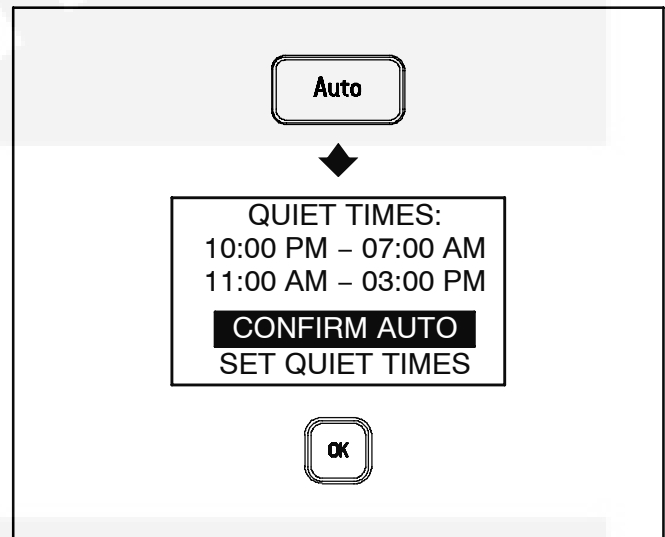 Auto
QUIET TIMES:
10:00 PM – 07:00 AM
11:00 AM – 03:00 PM
CONFIRM AUTO
SET QUIET TIMES
OK